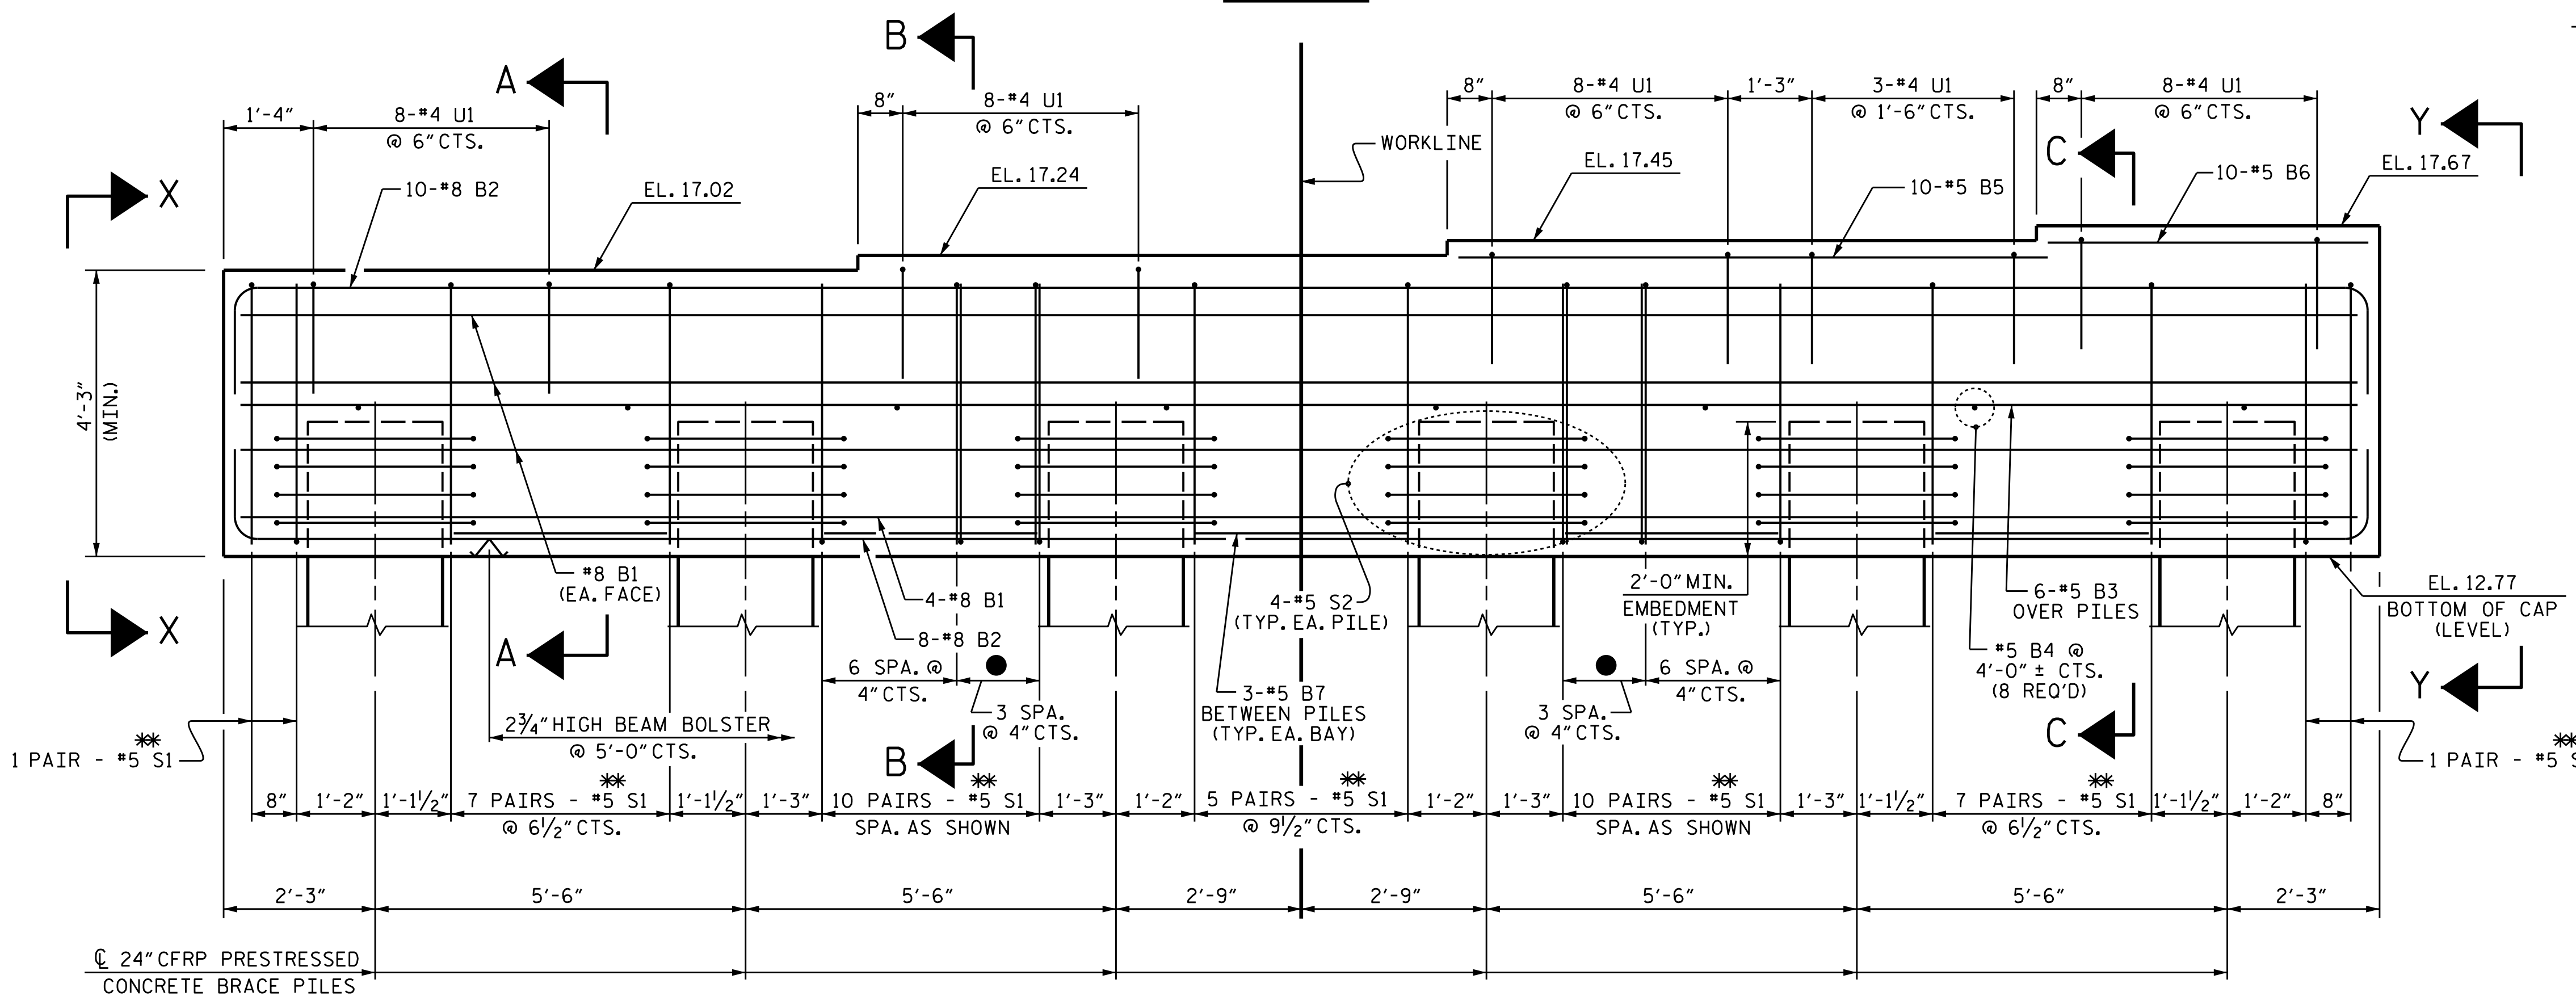 B
A
8" 8-#4 U1 1'-3" 3-#4 U1 8" 8-#4 U1
@ 6"CTS. @ 1'-6"CTS. @ 6"CTS.
8" 8-#4 U1
@ 6"CTS.
1'-4" 8-#4 U1
@ 6"CTS.
Y
C
WORKLINE
EL. 17.45
EL. 17.67
EL. 17.24
10-#5 B6
10-#5 B5
X
10-#8 B2
EL. 17.02
4'-3"
(MIN.)
#8 B1
(EA. FACE)
4-#8 B1
8-#8 B2
4-#5 S2
(TYP. EA. PILE)
2'-0"MIN.
EMBEDMENT
(TYP.)
6-#5 B3
OVER PILES
EL. 12.77
BOTTOM OF CAP
(LEVEL)
X
A
#5 B4 @
4'-0"± CTS.
(8 REQ'D)
Y
6 SPA. @
4"CTS.
3 SPA.
@ 4"CTS.
3-#5 B7
BETWEEN PILES
(TYP. EA. BAY)
3 SPA.
@ 4"CTS.
6 SPA. @
4"CTS.
2¾"HIGH BEAM BOLSTER
@ 5'-0"CTS.
B
C
**
1 PAIR - #5 S1
**
1 PAIR - #5 S
** ** ** ** **
8" 1'-2" 1'-1½" 7 PAIRS - #5 S1 1'-1½" 1'-3" 10 PAIRS - #5 S1 1'-3" 1'-2" 5 PAIRS - #5 S1 1'-2" 1'-3" 10 PAIRS - #5 S1 1'-3" 1'-1½" 7 PAIRS - #5 S1 1'-1½" 1'-2" 8"
@ 6½"CTS. SPA. AS SHOWN @ 9½"CTS. SPA. AS SHOWN @ 6½"CTS.
2'-3" 5'-6" 5'-6" 2'-9" 2'-9" 5'-6" 5'-6" 2'-3"
℄ 24"CFRP PRESTRESSED
CONCRETE BRACE PILES